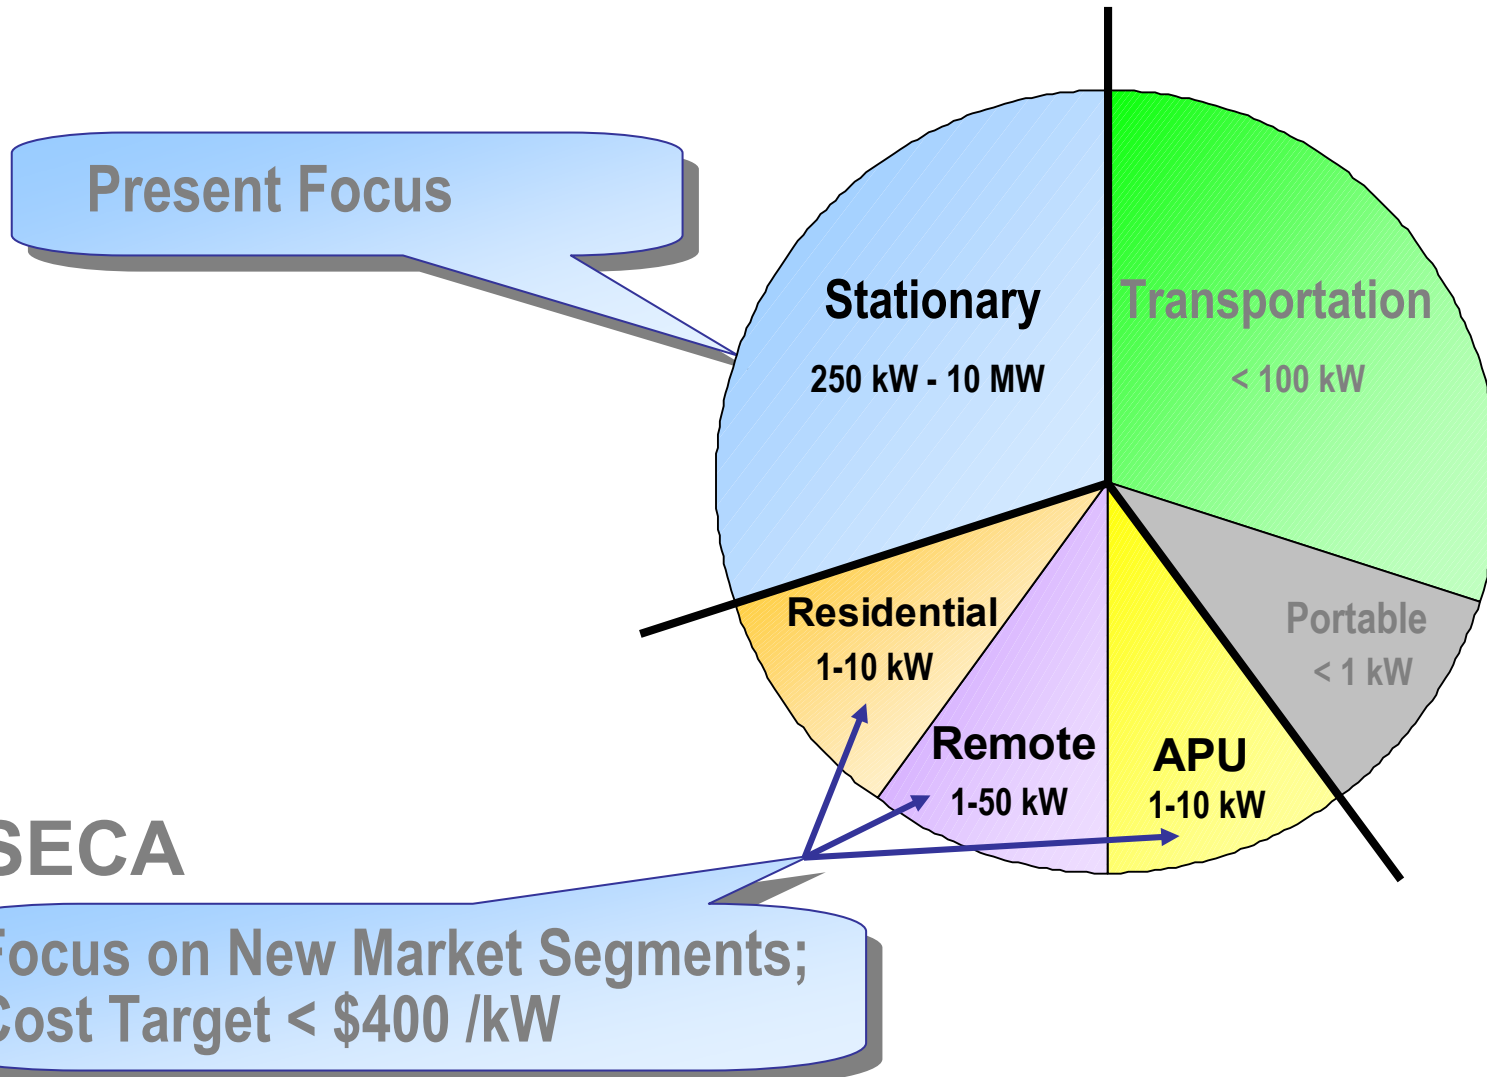 Present Focus
Stationary
250 kW - 10 MW
Transportation
< 100 kW
Residential
1-10 kW
Portable
< 1 kW
Remote
1-50 kW
APU
1-10 kW
SECA
Focus on New Market Segments;
Cost Target < $400 /kW